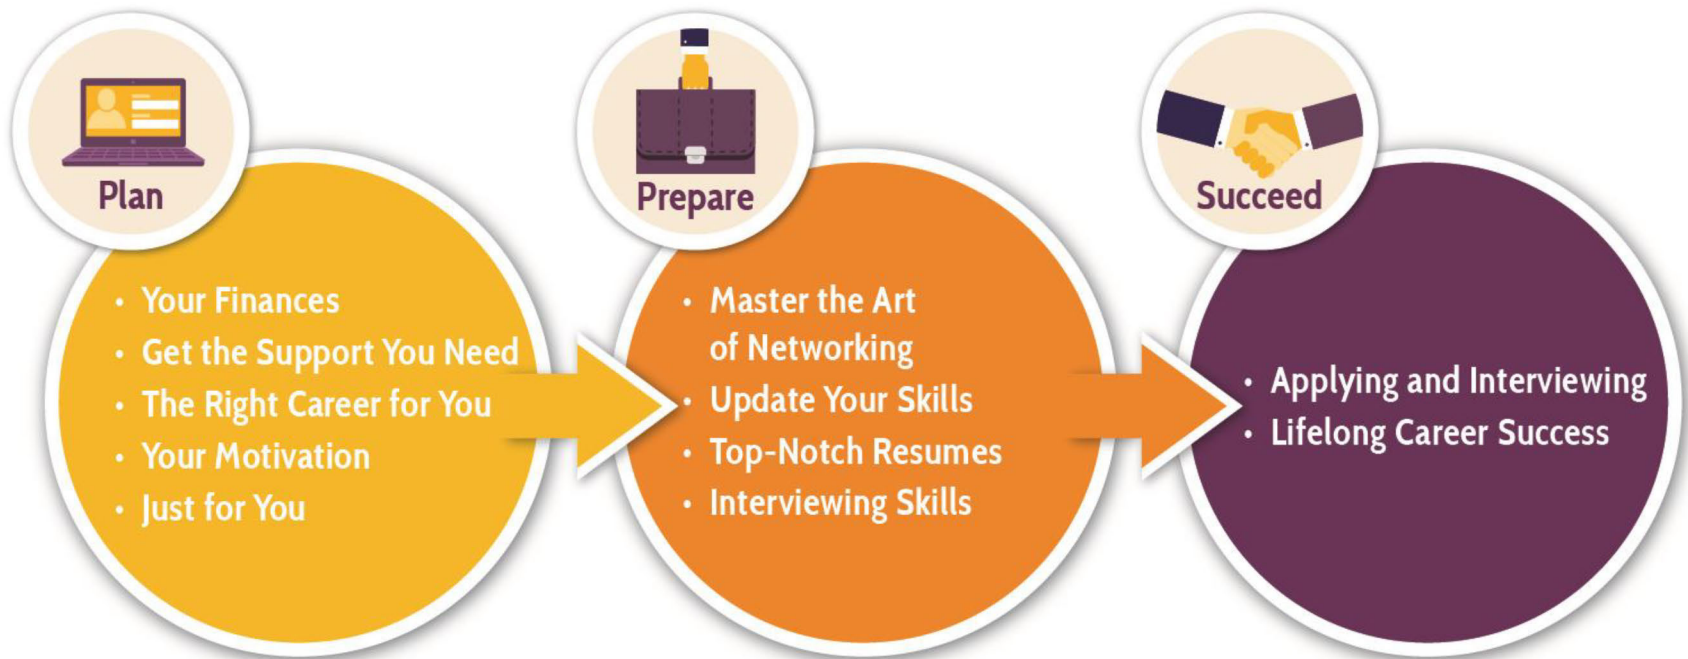 Plan
• Your Finances
• Get the Support You Need
• The Right Career for You
• Your Motivation
• Just for You
Prepare
• Master the Art
of Networking
• Update Your Skills
• Top-Notch Resumes
• Interviewing Skills
Succeed
• Applying and Interviewing
• Lifelong Career Success